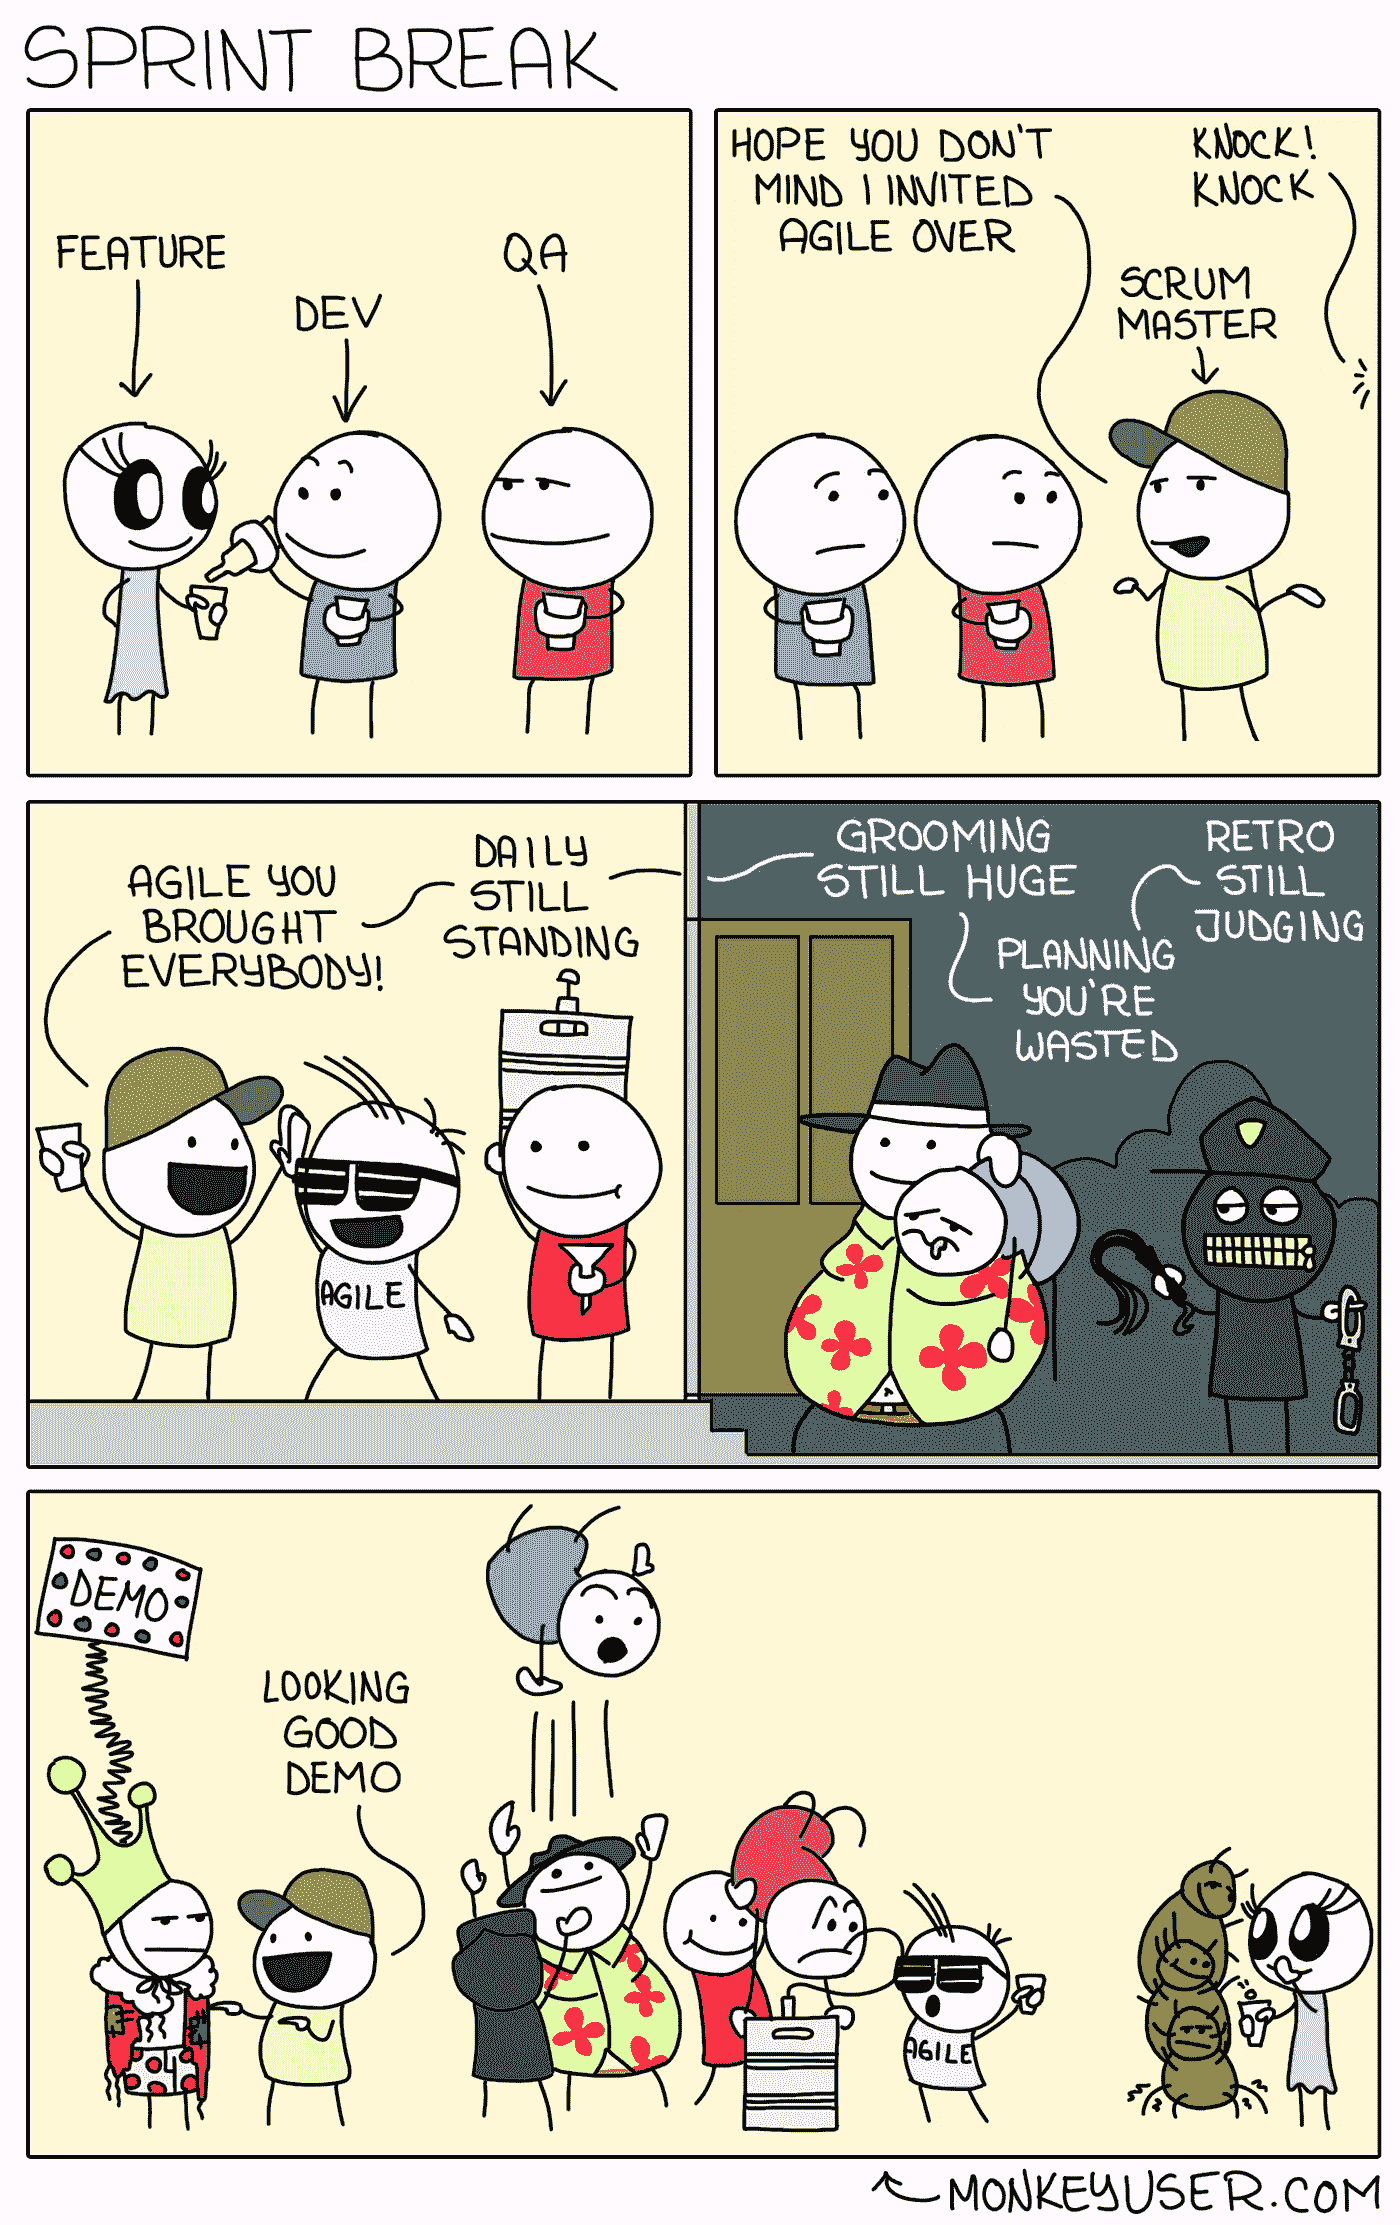 SPRINT BREAK
FEATURE
DEV
QA
HOPE YOU DON'T
MIND I INVITED
AGILE OVER
KNOCK!
KNOCK
SCRUM
MASTER
AGILE YOU
BROUGHT
EVERYBODY!
DAILY
STILL
STANDING
GROOMING
STILL HUGE
PLANNING
YOU'RE
WASTED
RETRO
STILL
JUDGING
AGILE
DEMO
LOOKING
GOOD
DEMO
AGILE
MONKEYUSER.COM